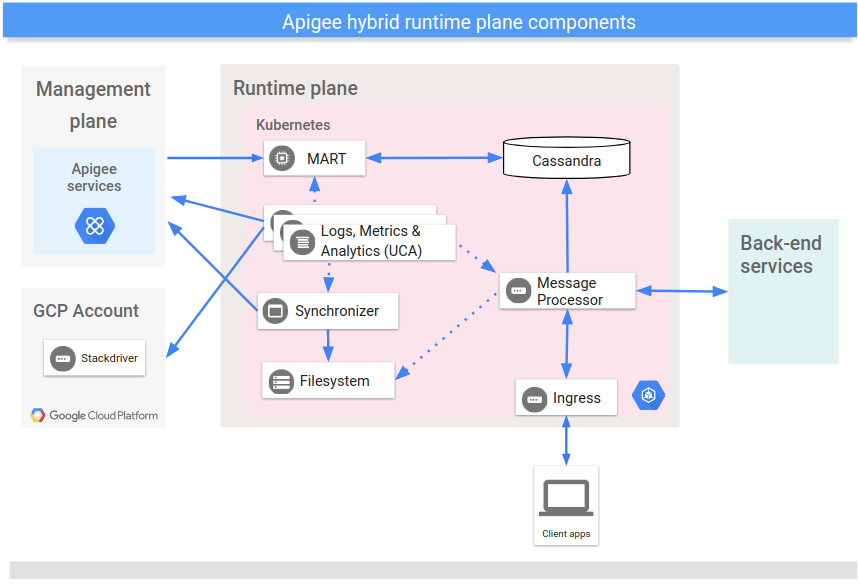 Apigee hybrid runtime plane components
Management
plane
Apigee
services
GCP Account
Stackdriver
Google Cloud Platform
Runtime plane
Kubernetes
MART
Cassandra
Logs, Metrics &
Analytics (UCA)
Message
Processor
Synchronizer
Filesystem
Ingress
Back-end
services
Client apps